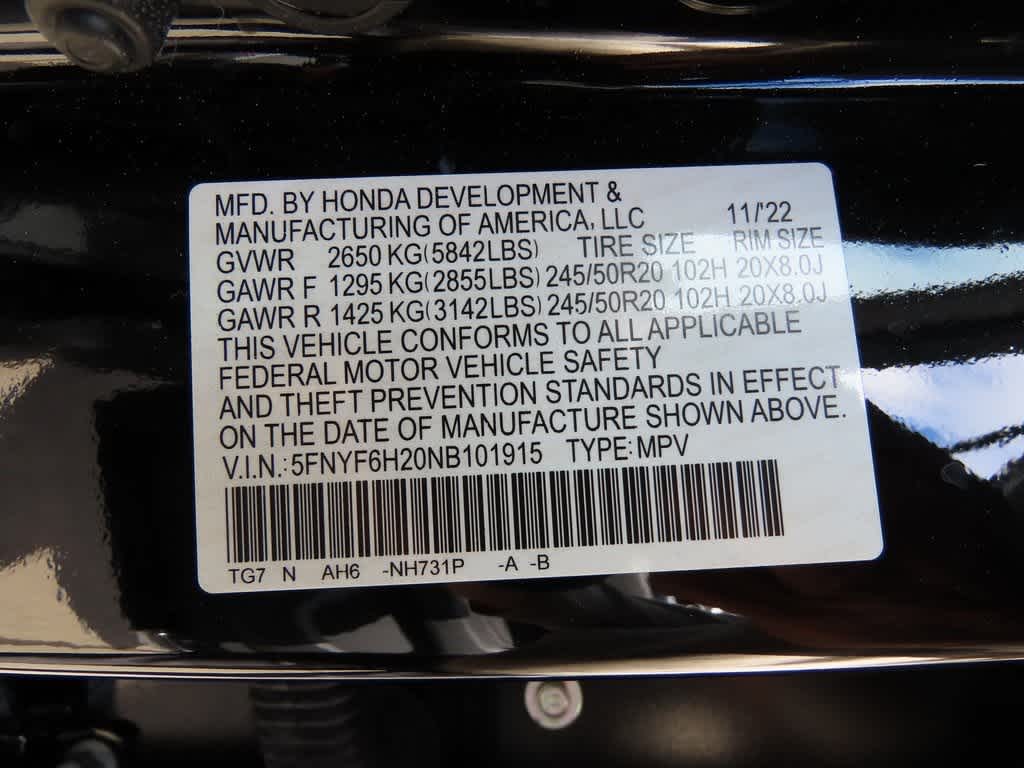 MFD. BY HONDA DEVELOPMENT &
MANUFACTURING OF AMERICA, LLC 11/'22
GVWR 2650 KG(5842LBS) TIRE SIZE RIM SIZE
GAWR F 1295 KG(2855LBS) 245/50R20 102H 20X8.0J
GAWR R 1425 KG(3142LBS) 245/50R20 102H 20X8.0J
THIS VEHICLE CONFORMS TO ALL APPLICABLE
FEDERAL MOTOR VEHICLE SAFETY
AND THEFT PREVENTION STANDARDS IN EFFECT
ON THE DATE OF MANUFACTURE SHOWN ABOVE.
V.I.N.:5FNYF6H20NB101915 TYPE:MPV
TG7 N AH6 -NH731P -A -B